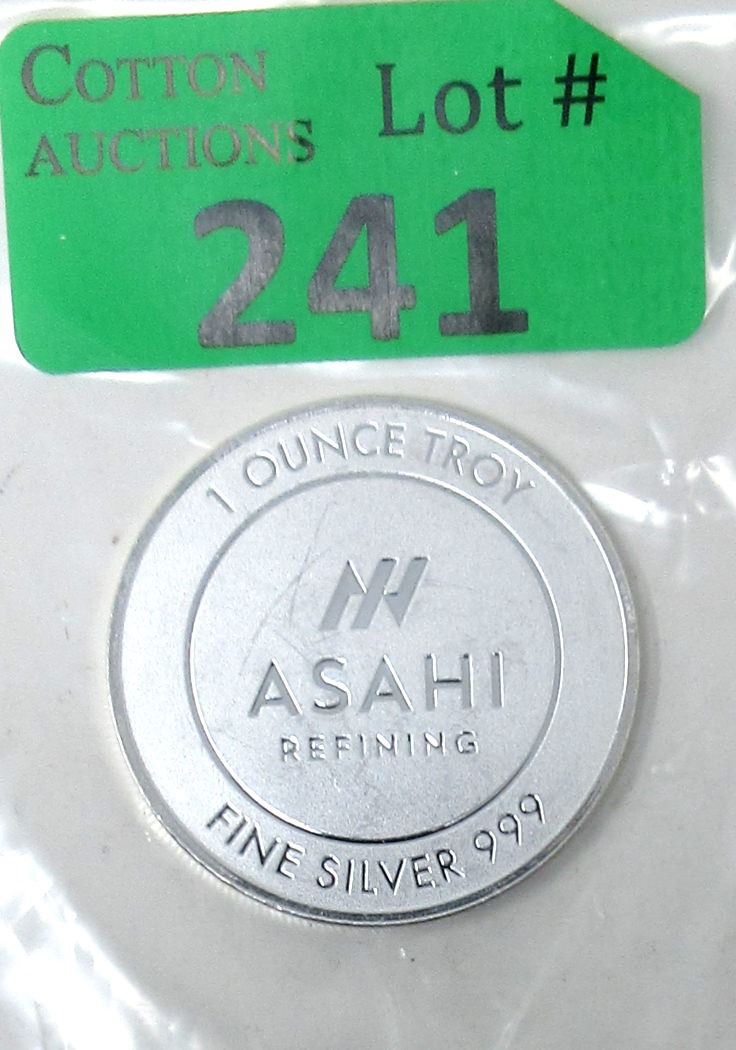 COTTON
AUCTIONS
Lot #
241
1 OUNCE TROY
ASAHI
REFINING
FINE SILVER 999